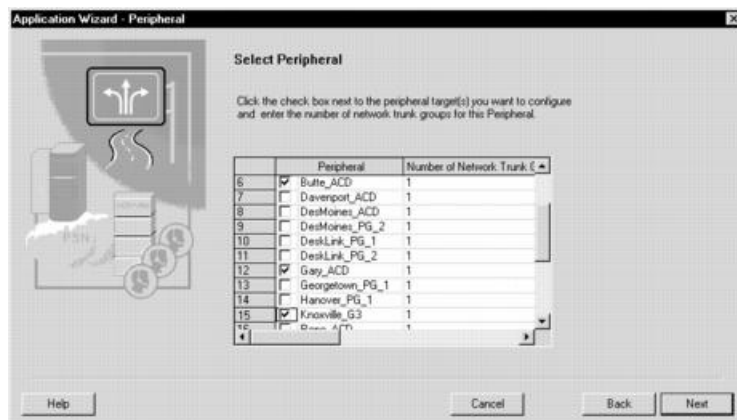 Application Wizard - Peripheral
Select Peripheral
Click the check box next to the peripheral target(s) you want to configure
and enter the number of network trunk groups for this Peripheral.
Peripheral Number of Network Trunk G
6 Butte_ACD 1
7 Davenport_ACD 1
8 DesMoines_ACD 1
9 DesMoines_PG_2 1
10 DeskLink_PG_1 1
11 DeskLink_PG_2 1
12 Gary_ACD 1
13 Georgetown_PG_1 1
14 Hanover_PG_1 1
15 Knoxville_G3 1
16 1
Help Cancel Back Next